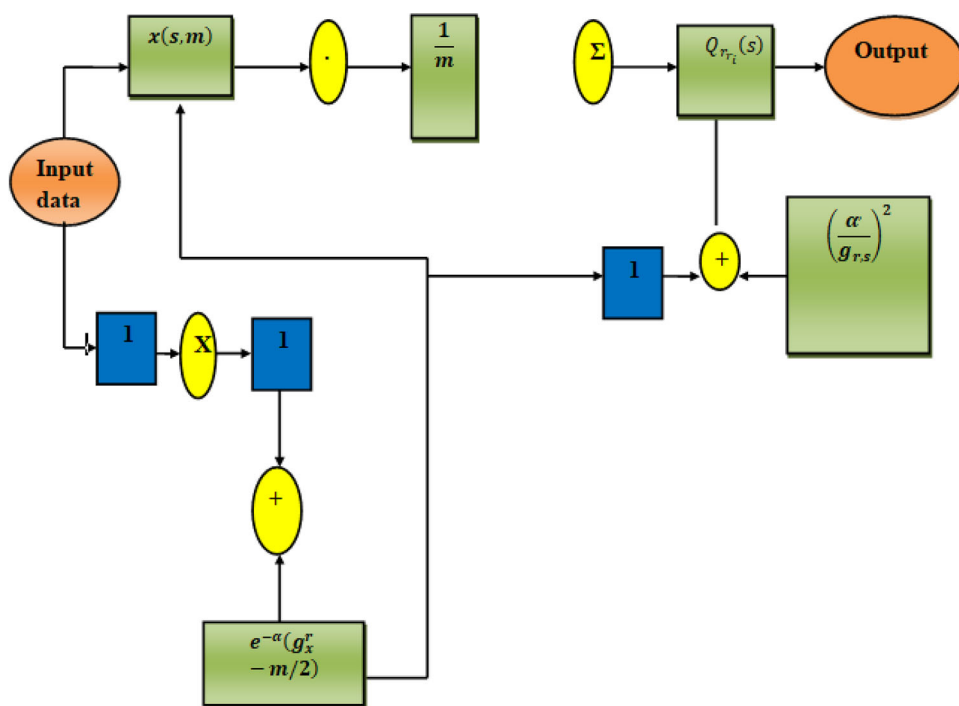 x(s,m)
·
1
m
Σ
Q_{r_{r_i}}(s)
Output
Input
data
1
X
1
1
+
(α/g_{r,s})^2
+
e^{-α}(g_x^r
− m/2)